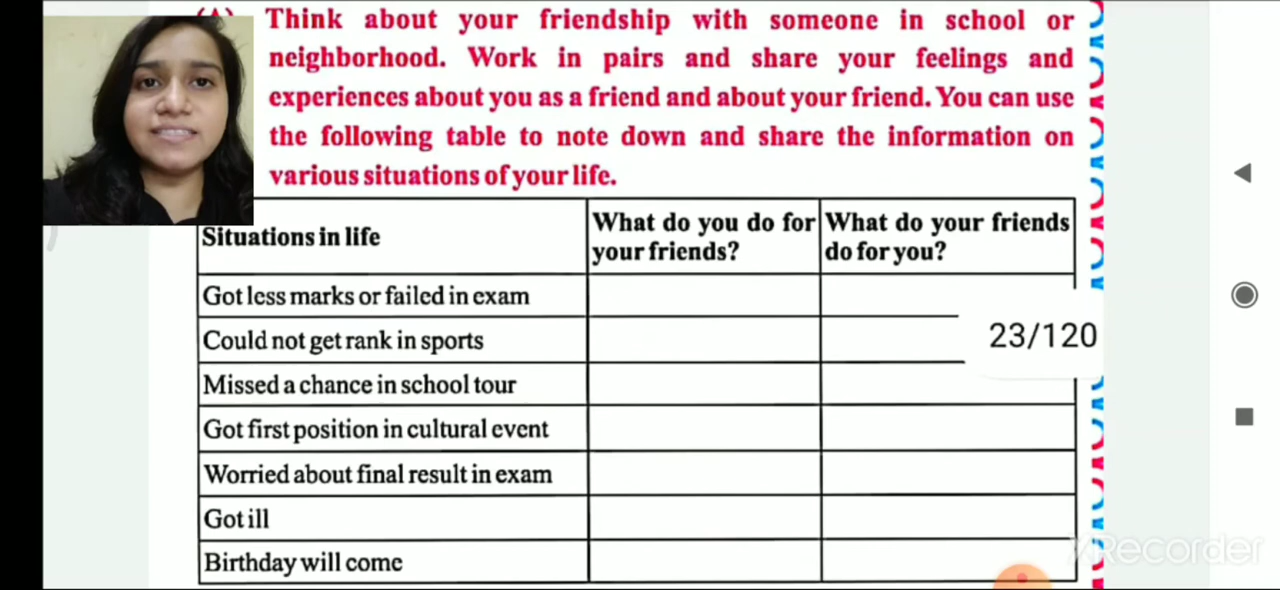 (A) Think about your friendship with someone in school or
neighborhood. Work in pairs and share your feelings and
experiences about you as a friend and about your friend. You can use
the following table to note down and share the information on
various situations of your life.
Situations in life
What do you do for
your friends?
What do your friends
do for you?
Got less marks or failed in exam
Could not get rank in sports
23/120
Missed a chance in school tour
Got first position in cultural event
Worried about final result in exam
Got ill
Birthday will come
XRecorder